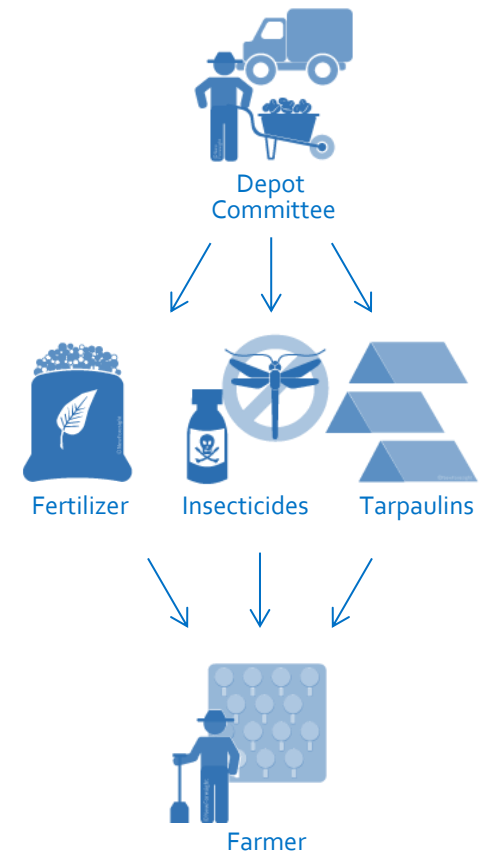 Depot
Committee
Fertilizer
Insecticides
Tarpaulins
Farmer